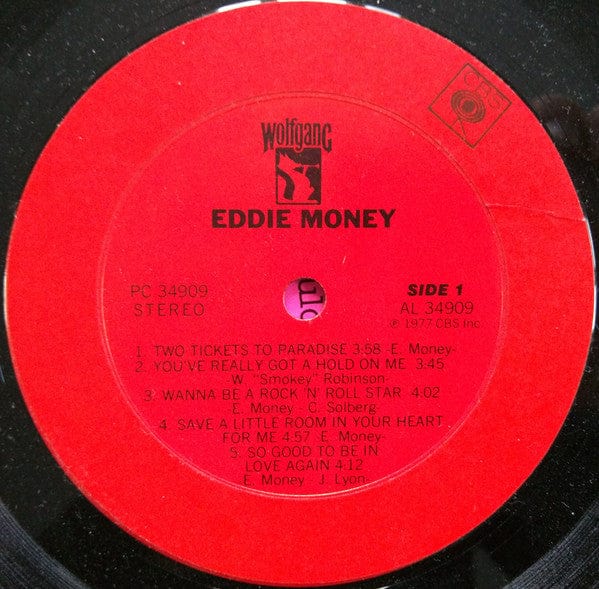 CBS
Wolfgang
EDDIE MONEY
PC 34909
STEREO
SIDE 1
AL 34909
℗ 1977 CBS Inc.
1. TWO TICKETS TO PARADISE 3:58 -E. Money-
2. YOU'VE REALLY GOT A HOLD ON ME 3:45
W. "Smokey" Robinson-
3. WANNA BE A ROCK 'N' ROLL STAR 4:02
E. Money - C. Solberg-
4. SAVE A LITTLE ROOM IN YOUR HEART
FOR ME 4:57 -E. Money-
5. SO GOOD TO BE IN
LOVE AGAIN 4:12
E. Money - J. Lyon-